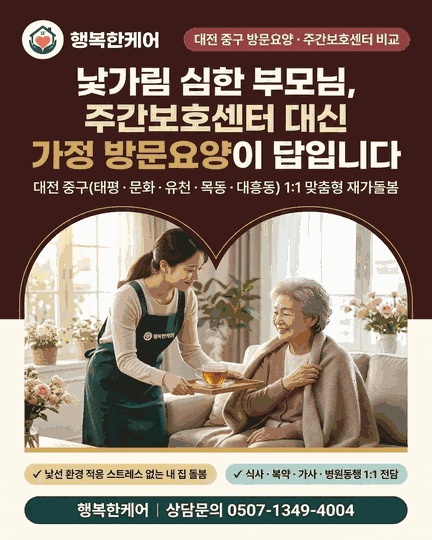 행복한케어
대전 중구 방문요양 · 주간보호센터 비교
낯가림 심한 부모님,
주간보호센터 대신
가정 방문요양이 답입니다
대전 중구(태평 · 문화 · 유천 · 목동 · 대흥동) 1:1 맞춤형 재가돌봄
행복한케어
✓ 낯선 환경 적응 스트레스 없는 내 집 돌봄
✓ 식사 · 복약 · 가사 · 병원동행 1:1 전담
행복한케어 | 상담문의 0507-1349-4004